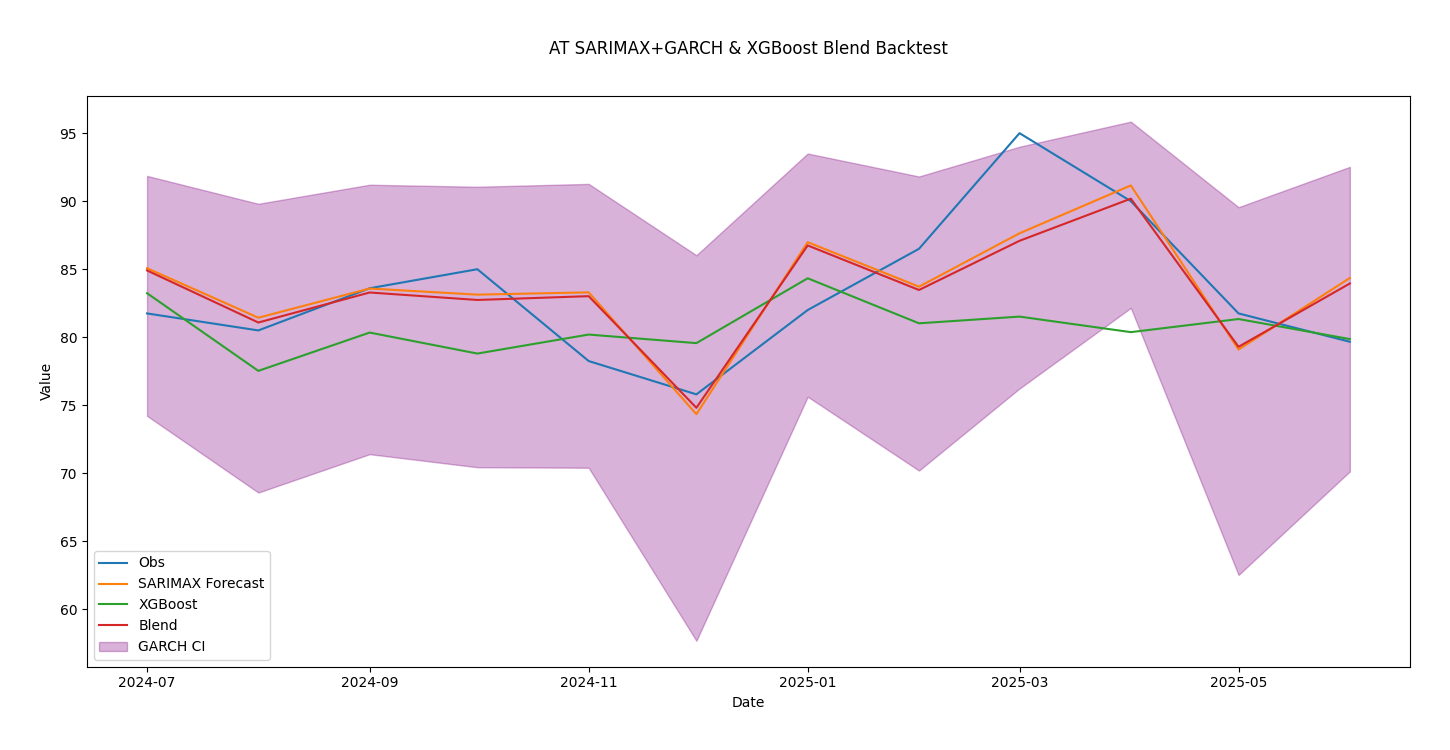 AT SARIMAX+GARCH & XGBoost Blend Backtest
Value
95
90
85
80
75
70
65
60
Obs
SARIMAX Forecast
XGBoost
Blend
GARCH CI
2024-07
2024-09
2024-11
2025-01
2025-03
2025-05
Date